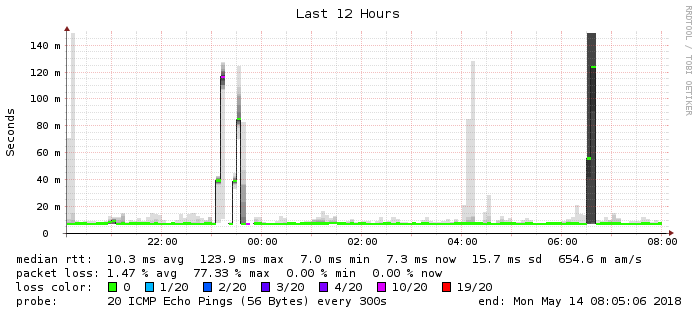 Last 12 Hours
RRDTOOL / TOBI OETIKER
Seconds
140 m
120 m
100 m
80 m
60 m
40 m
20 m
0
22:00 00:00 02:00 04:00 06:00 08:00
median rtt: 10.3 ms avg 123.9 ms max 7.0 ms min 7.3 ms now 15.7 ms sd 654.6 m am/s
packet loss: 1.47 % avg 77.33 % max 0.00 % min 0.00 % now
loss color: 0 1/20 2/20 3/20 4/20 10/20 19/20
probe: 20 ICMP Echo Pings (56 Bytes) every 300s end: Mon May 14 08:05:06 2018